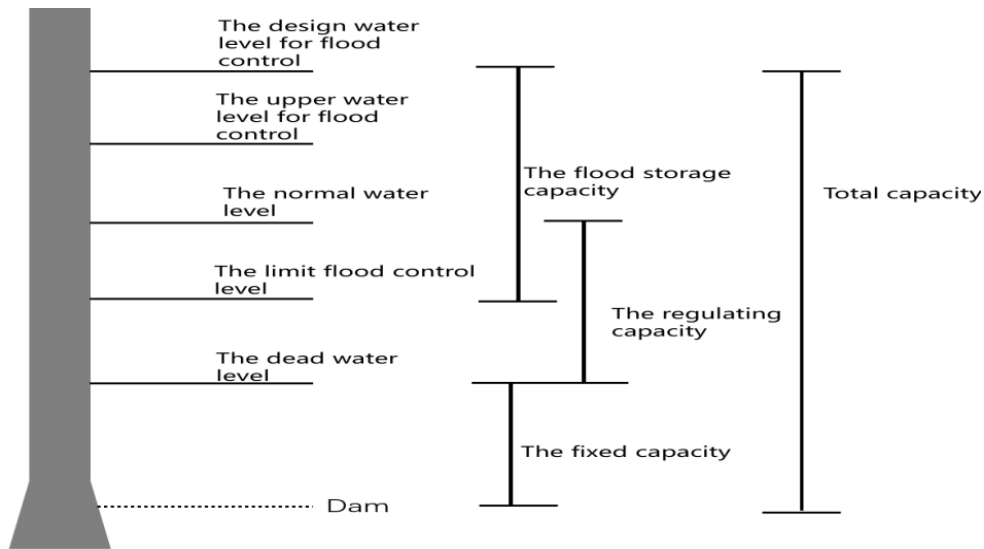 The design water
level for flood
control
The upper water
level for flood
control
The flood storage
capacity
The normal water
level
Total capacity
The limit flood control
level
The regulating
capacity
The dead water
level
The fixed capacity
Dam